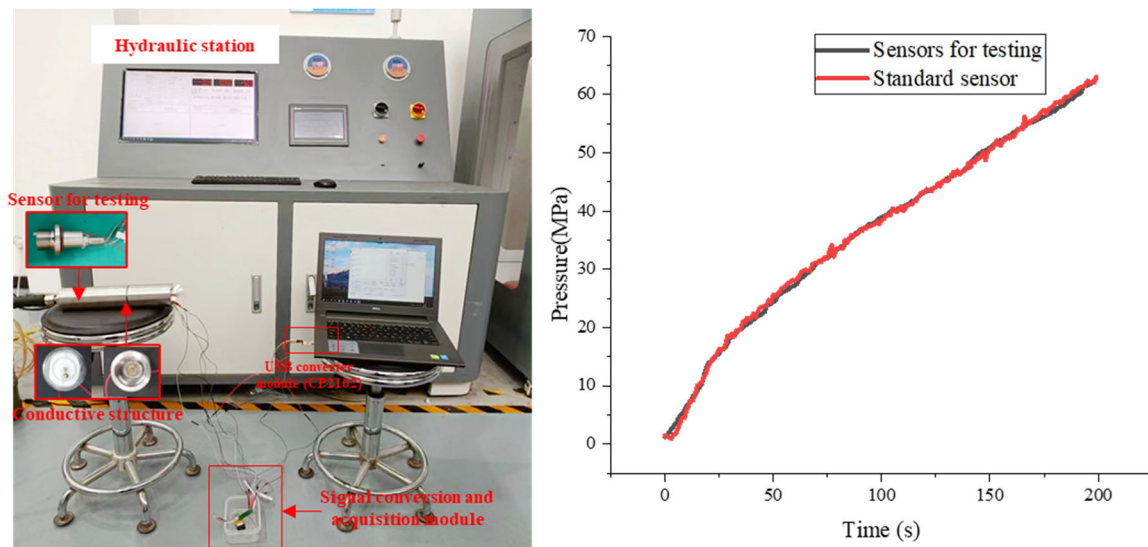 Hydraulic station
Sensor for testing
USB converter
module (CP2102)
Conductive structure
Signal conversion and
acquisition module
DELL
Sensors for testing
Standard sensor
Pressure(MPa)
70
60
50
40
30
20
10
0
0 50 100 150 200
Time (s)